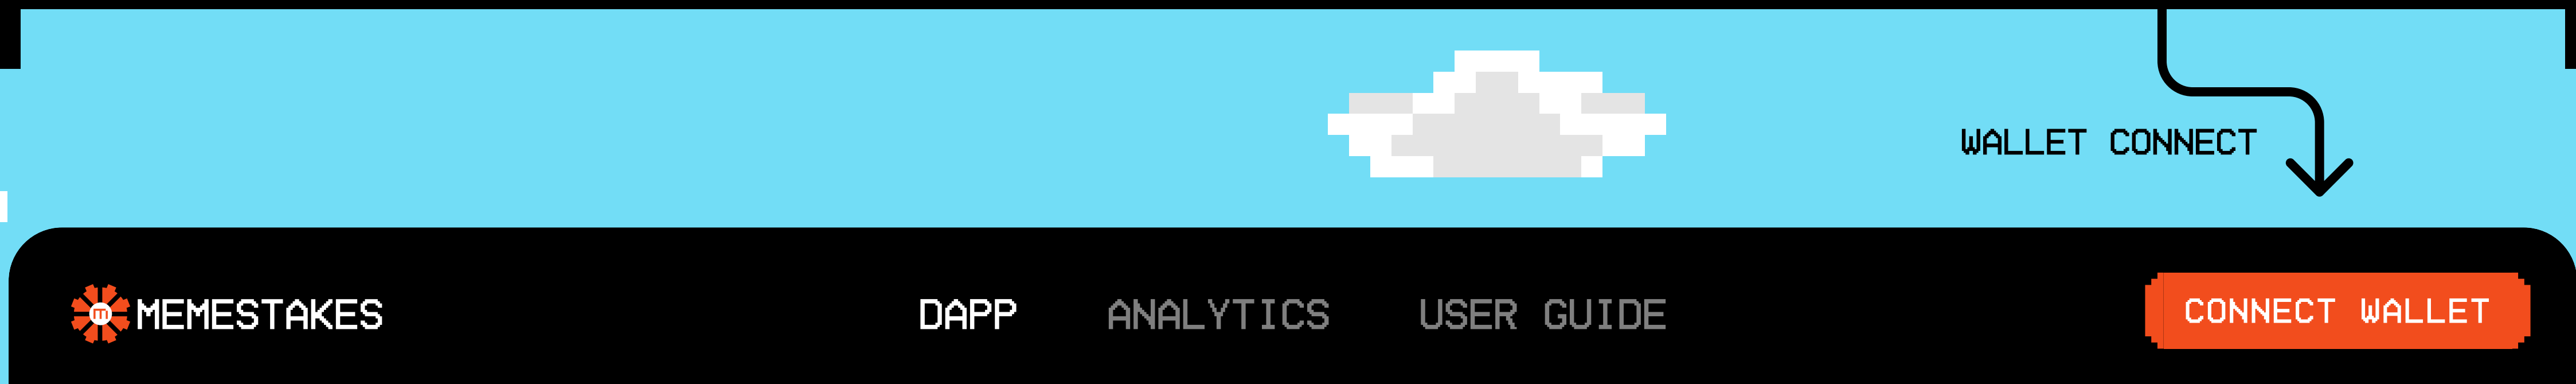 WALLET CONNECT
m MEMESTAKES
DAPP
ANALYTICS
USER GUIDE
CONNECT WALLET